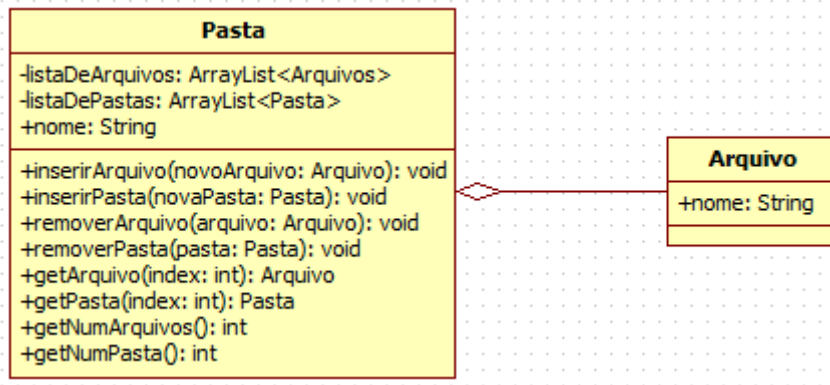 Pasta
-listaDeArquivos: ArrayList<Arquivos>
-listaDePastas: ArrayList<Pasta>
+nome: String
+inserirArquivo(novoArquivo: Arquivo): void
+inserirPasta(novaPasta: Pasta): void
+removerArquivo(arquivo: Arquivo): void
+removerPasta(pasta: Pasta): void
+getArquivo(index: int): Arquivo
+getPasta(index: int): Pasta
+getNumArquivos(): int
+getNumPasta(): int
Arquivo
+nome: String